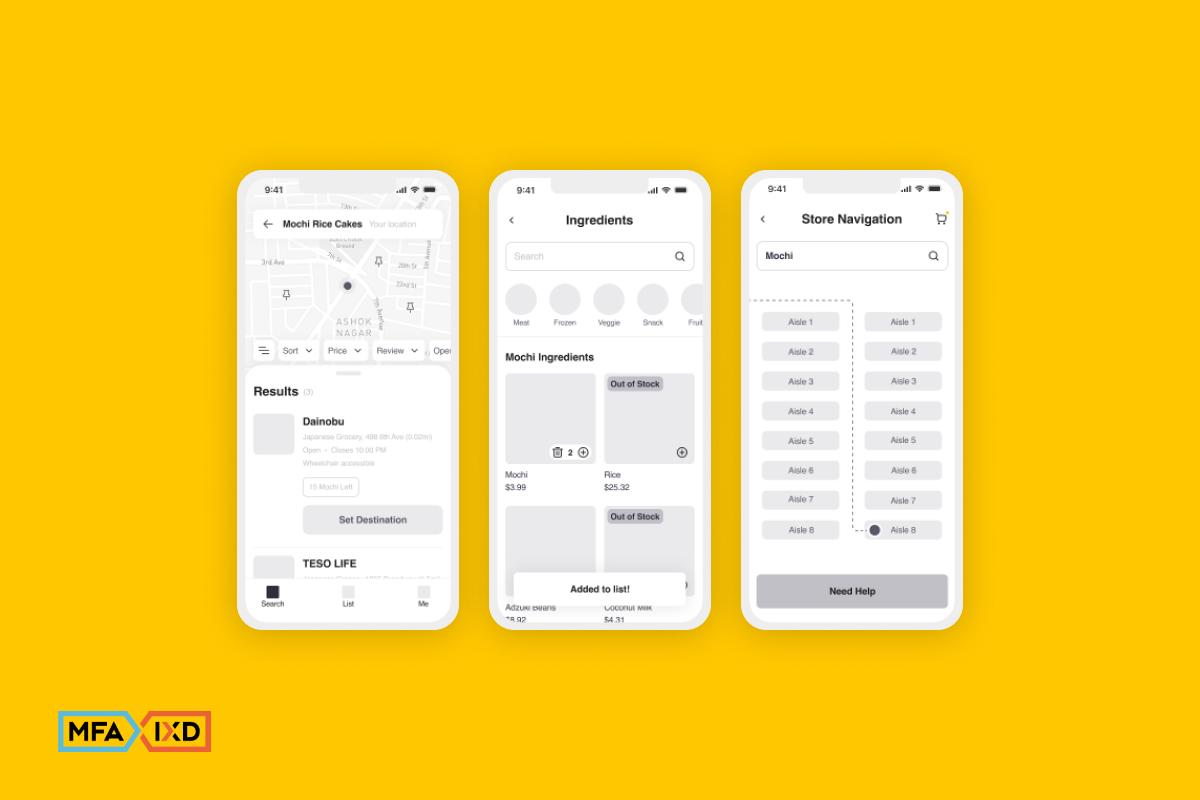 9:41
Mochi Rice Cakes Your location
3rd Ave
7th St
20th St
22nd St
5th Avenue
ASHOK
NAGAR
Sort
Price
Review
Results (3)
Dainobu
Japanese Grocery, 498 6th Ave (0.02mi)
Open • Closes 10:00 PM
Wheelchair accessible
15 Mochi Left
Set Destination
TESO LIFE
Search
List
Me
9:41
Ingredients
Search
Meat
Frozen
Veggie
Snack
Fruit
Mochi Ingredients
Out of Stock
2
Mochi
$3.99
Rice
$25.32
Out of Stock
Added to list!
Adzuki Beans
Coconut Milk
$8.92
$4.31
9:41
Store Navigation
Mochi
Aisle 1
Aisle 1
Aisle 2
Aisle 2
Aisle 3
Aisle 3
Aisle 4
Aisle 4
Aisle 5
Aisle 5
Aisle 6
Aisle 6
Aisle 7
Aisle 7
Aisle 8
Aisle 8
Need Help
MFA IXD